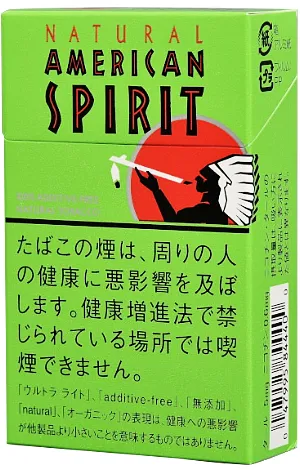 NATURAL
AMERICAN
SPIRIT
たばこの煙は、周りの人
の健康に悪影響を及ぼ
します。健康増進法で禁
じられている場所では喫
煙できません。
「ウルトラ ライト」、「additive-free」、「無添加」、
「natural」、「オーガニック」の表現は、健康への悪影響
が他製品より小さいことを意味するものではありません。
紙
プラ